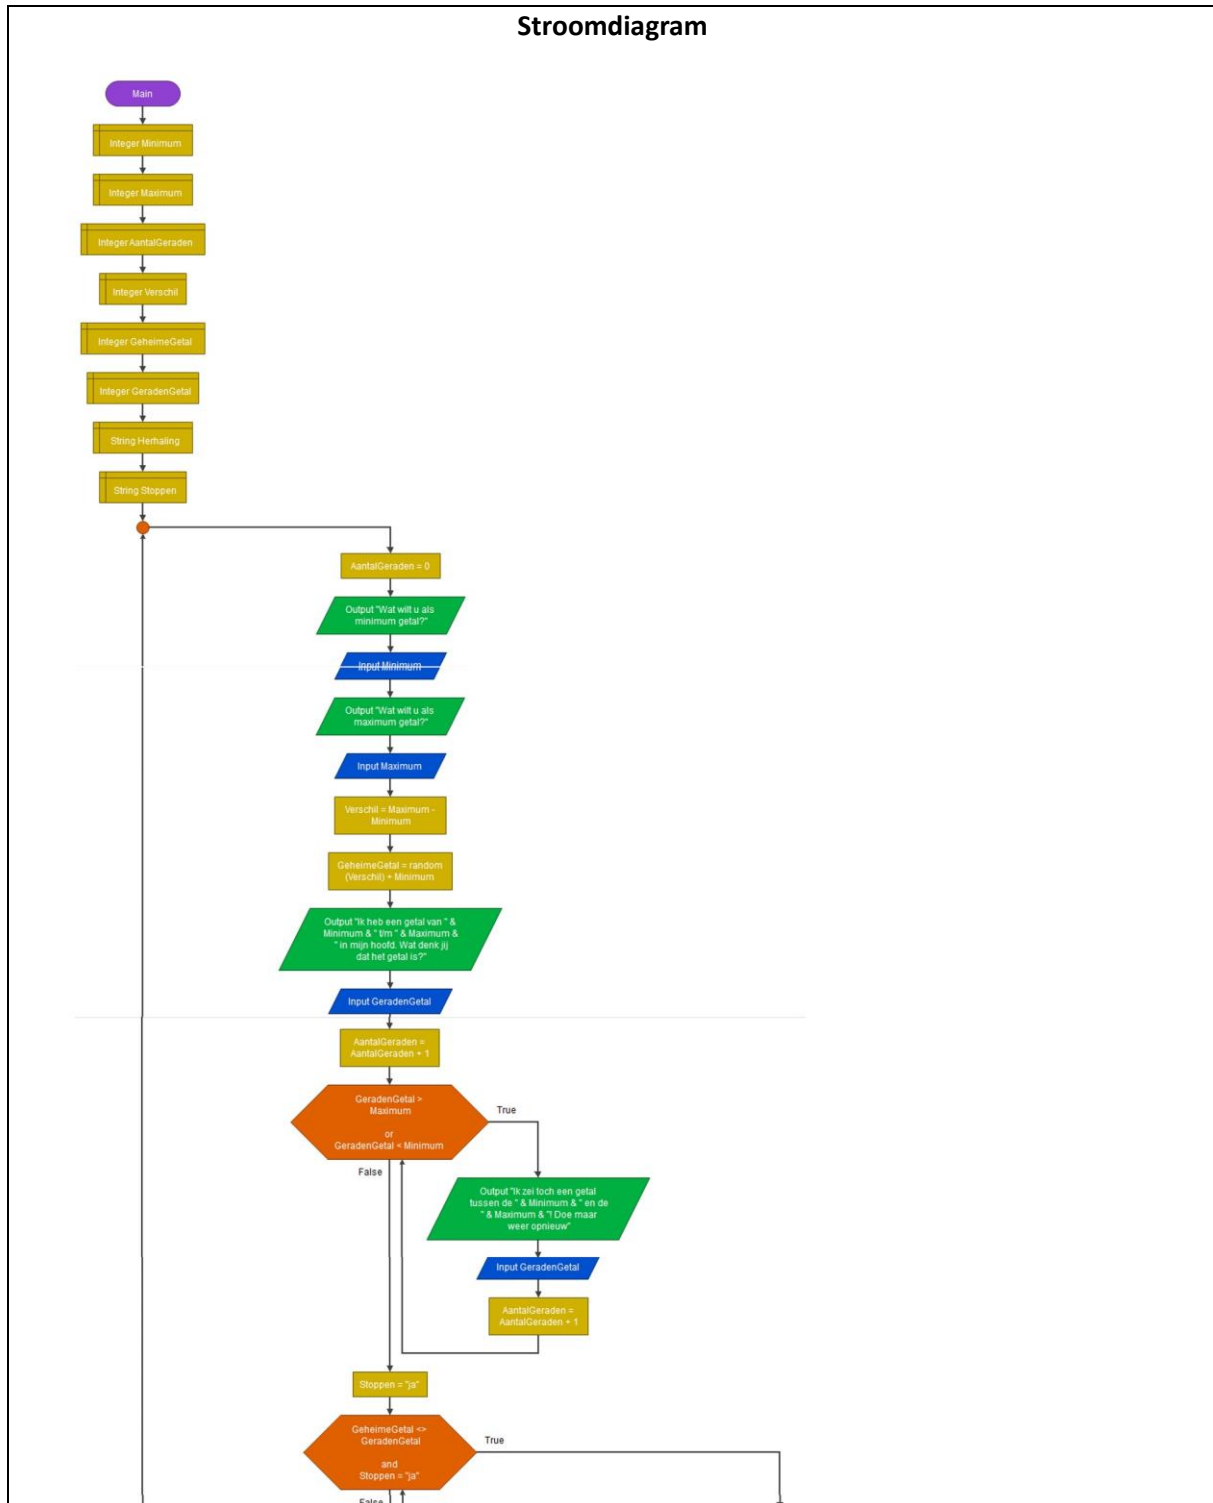 Stroomdiagram
Main
Integer Minimum
Integer Maximum
Integer AantalGeraden
Integer Verschil
Integer GeheimeGetal
Integer GeradenGetal
String Herhaling
String Stoppen
AantalGeraden = 0
Output "Wat wilt u als
minimum getal?"
Input Minimum
Output "Wat wilt u als
maximum getal?"
Input Maximum
Verschil = Maximum -
Minimum
GeheimeGetal = random
(Verschil) + Minimum
Output "Ik heb een getal van " &
Minimum & " t/m " & Maximum &
" in mijn hoofd. Wat denk jij
dat het getal is?"
Input GeradenGetal
AantalGeraden =
AantalGeraden + 1
GeradenGetal >
Maximum
or
GeradenGetal < Minimum
True
False
Output "Ik zei toch een getal
tussen de " & Minimum & " en de
" & Maximum & "! Doe maar
weer opnieuw"
Input GeradenGetal
AantalGeraden =
AantalGeraden + 1
Stoppen = "ja"
GeheimeGetal <>
GeradenGetal
and
Stoppen = "ja"
True
False